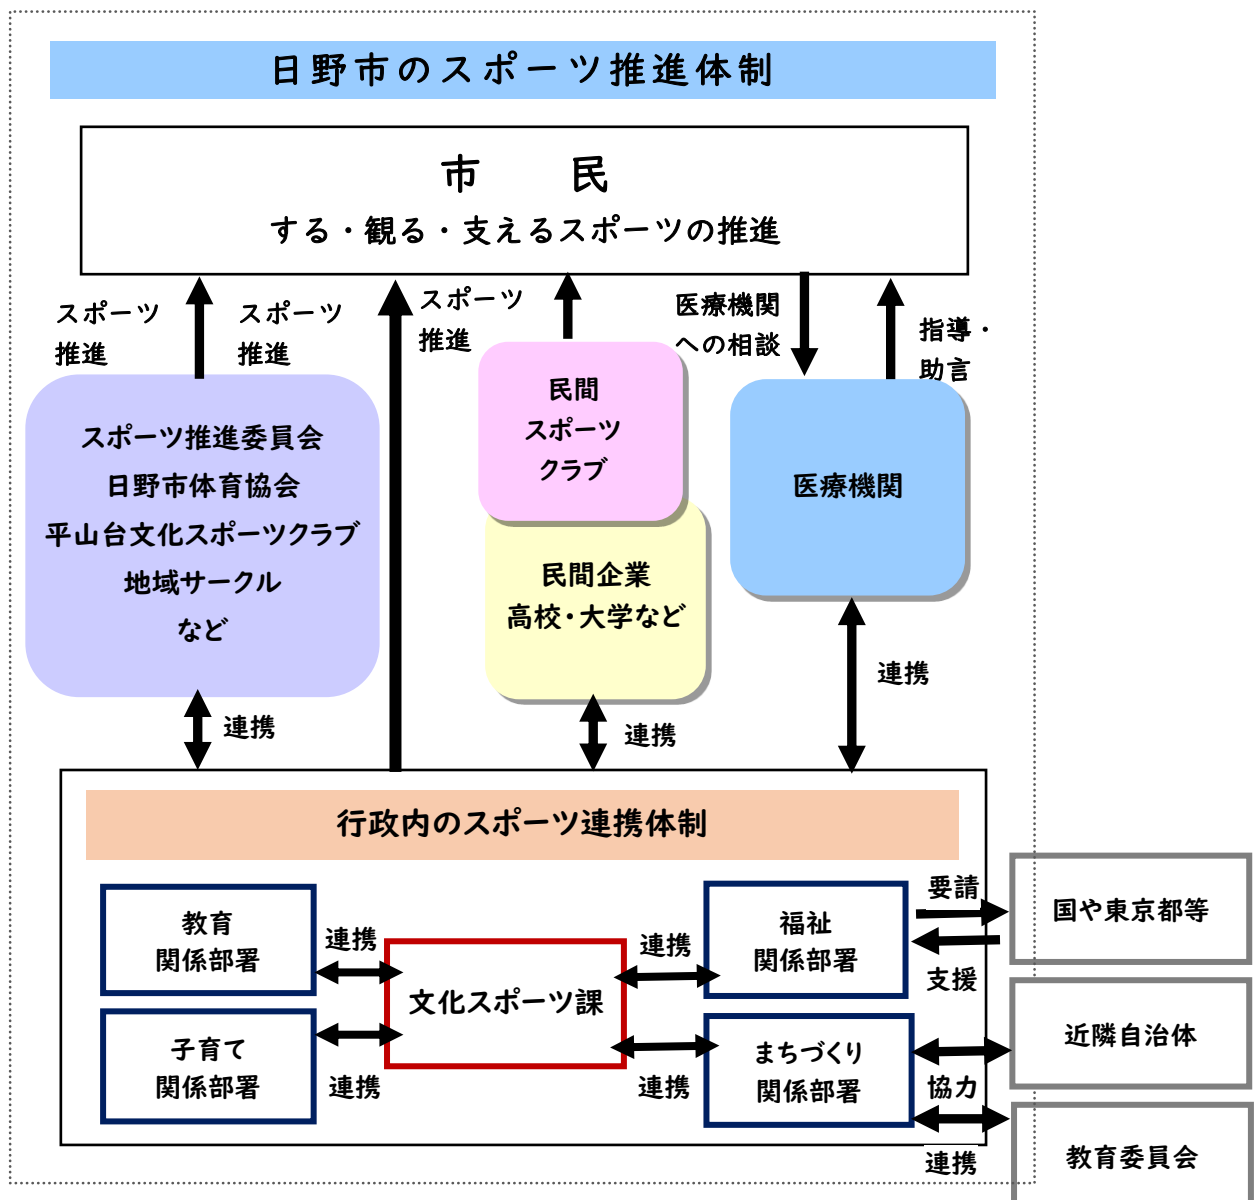 日野市のスポーツ推進体制
市　民
する・観る・支えるスポーツの推進
スポーツ
推進
スポーツ
推進
スポーツ
推進
医療機関
への相談
指導・
助言
スポーツ推進委員会
日野市体育協会
平山台文化スポーツクラブ
地域サークル
など
民間
スポーツ
クラブ
民間企業
高校・大学など
医療機関
連携
連携
連携
行政内のスポーツ連携体制
教育
関係部署
連携
子育て
関係部署
連携
文化スポーツ課
連携
福祉
関係部署
連携
まちづくり
関係部署
要請
支援
国や東京都等
協力
近隣自治体
連携
教育委員会